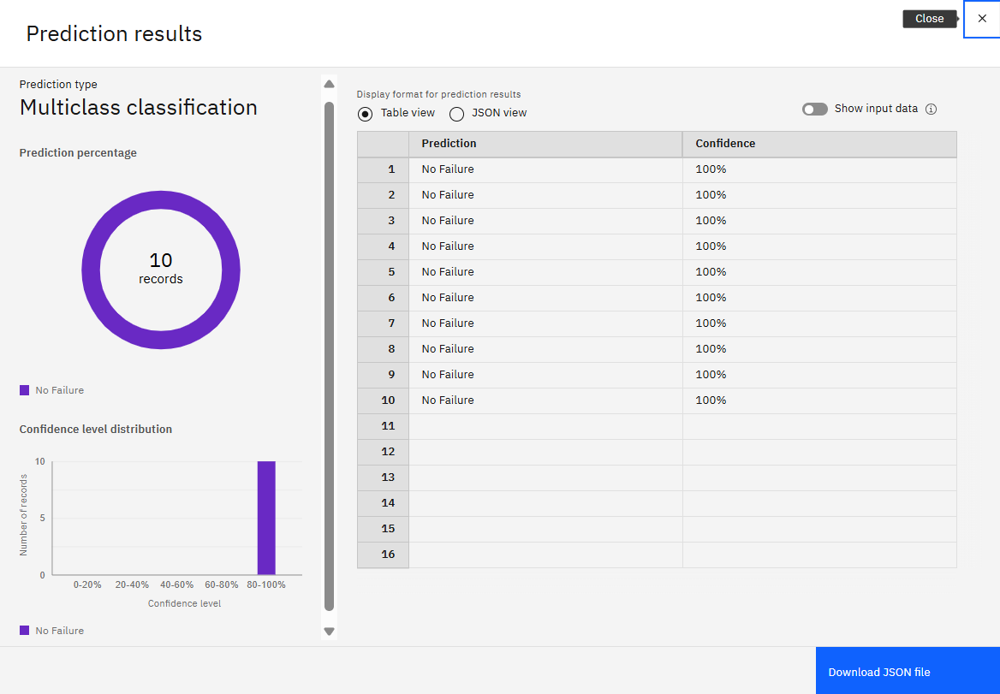 Prediction results
Close
Prediction type
Multiclass classification
Prediction percentage
10
records
No Failure
Confidence level distribution
Number of records
10
5
0
0-20% 20-40% 40-60% 60-80% 80-100%
Confidence level
No Failure
Display format for prediction results
Table view JSON view
Show input data
Prediction Confidence
1 No Failure 100%
2 No Failure 100%
3 No Failure 100%
4 No Failure 100%
5 No Failure 100%
6 No Failure 100%
7 No Failure 100%
8 No Failure 100%
9 No Failure 100%
10 No Failure 100%
11
12
13
14
15
16
Download JSON file